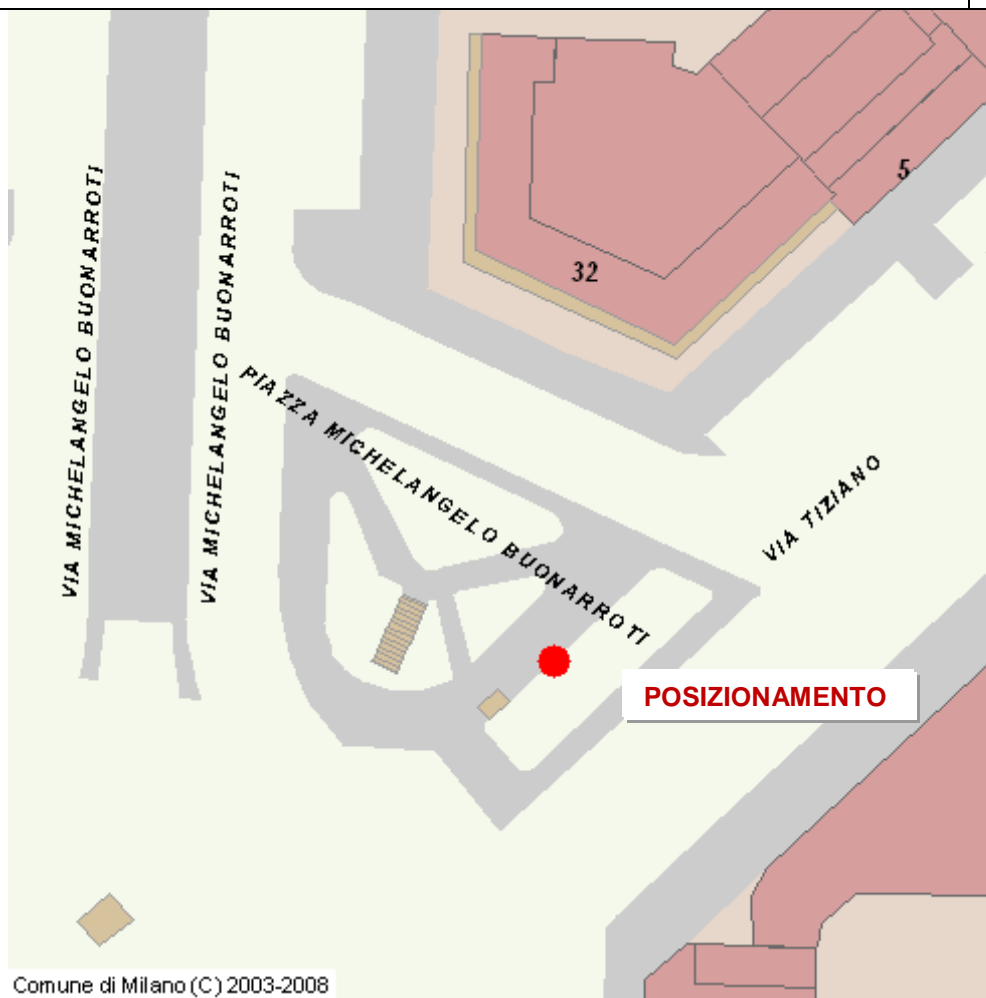 5
32
VIA MICHELANGELO BUONARROTI
VIA MICHELANGELO BUONARROTI
PIAZZA MICHELANGELO BUONARROTI
VIA TIZIANO
POSIZIONAMENTO
Comune di Milano (C) 2003-2008